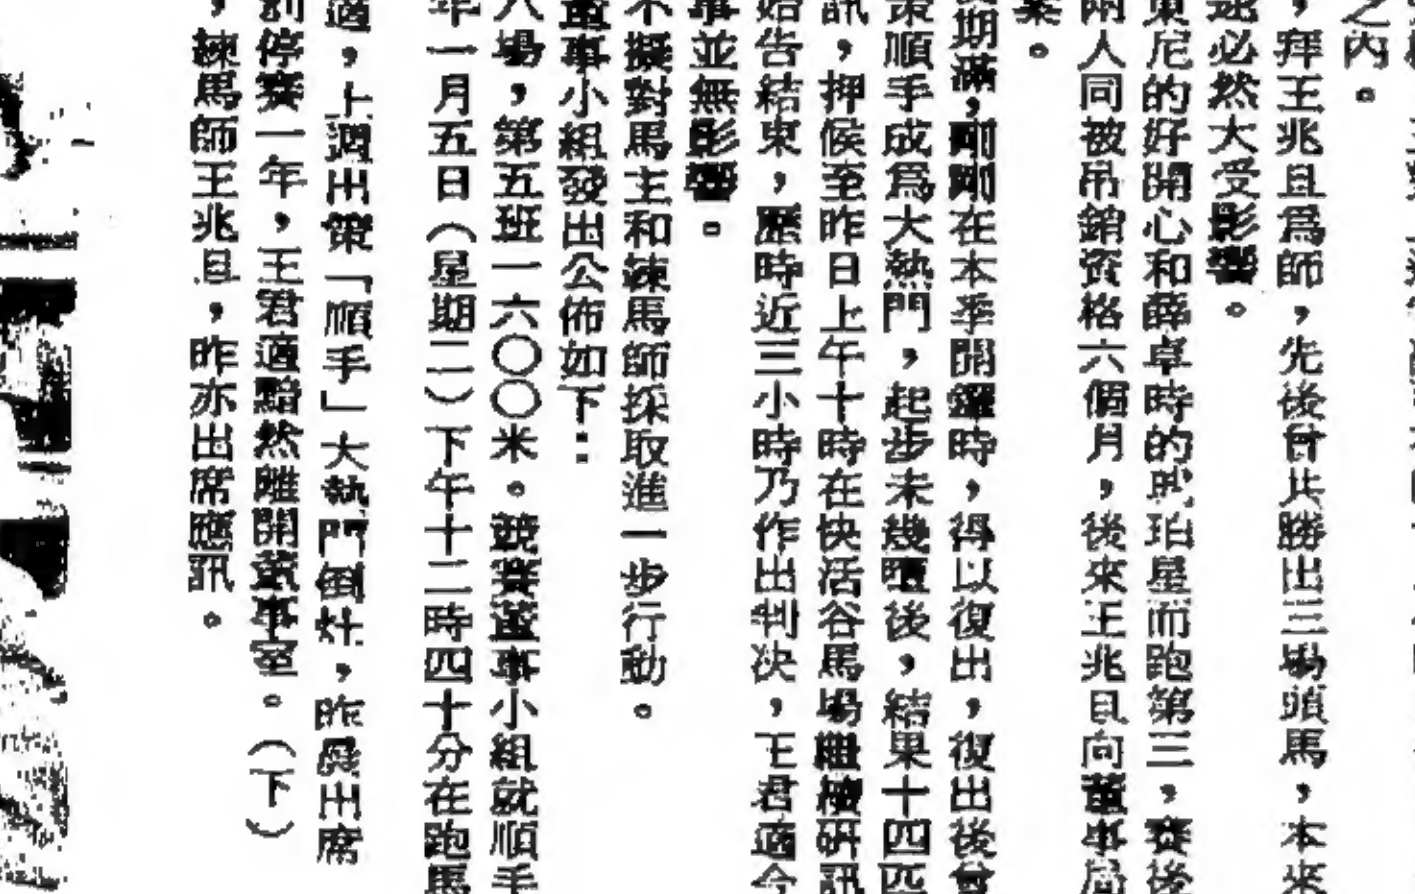 之內。
，拜王兆旦爲師，先後曾共勝出三場頭馬，本來
途必然大受影響。
東尼的好開心和薛卓時的琥珀星而跑第三，賽後
兩人同被吊銷資格六個月，後來王兆旦向董事局
業。
期滿，剛剛在本季開鑼時，得以復出，復出後曾
策順手成爲大熱門，起步未幾墮後，結果十四匹
訊，押候至昨日上午十時在快活谷馬場繼續研訊
始告結束，歷時近三小時乃作出判决，王君適今
事並無影響。
不擬對馬主和練馬師採取進一步行動。
董事小組發出公佈如下：
八場，第五班一六〇〇米。競賽董事小組就順手
年一月五日（星期二）下午十二時四十分在跑馬
適，上週出策「順手」大熱門倒灶，昨晨出席
停賽一年，王君適黯然離開董事室。（下）
，練馬師王兆旦，昨亦出席應訊。